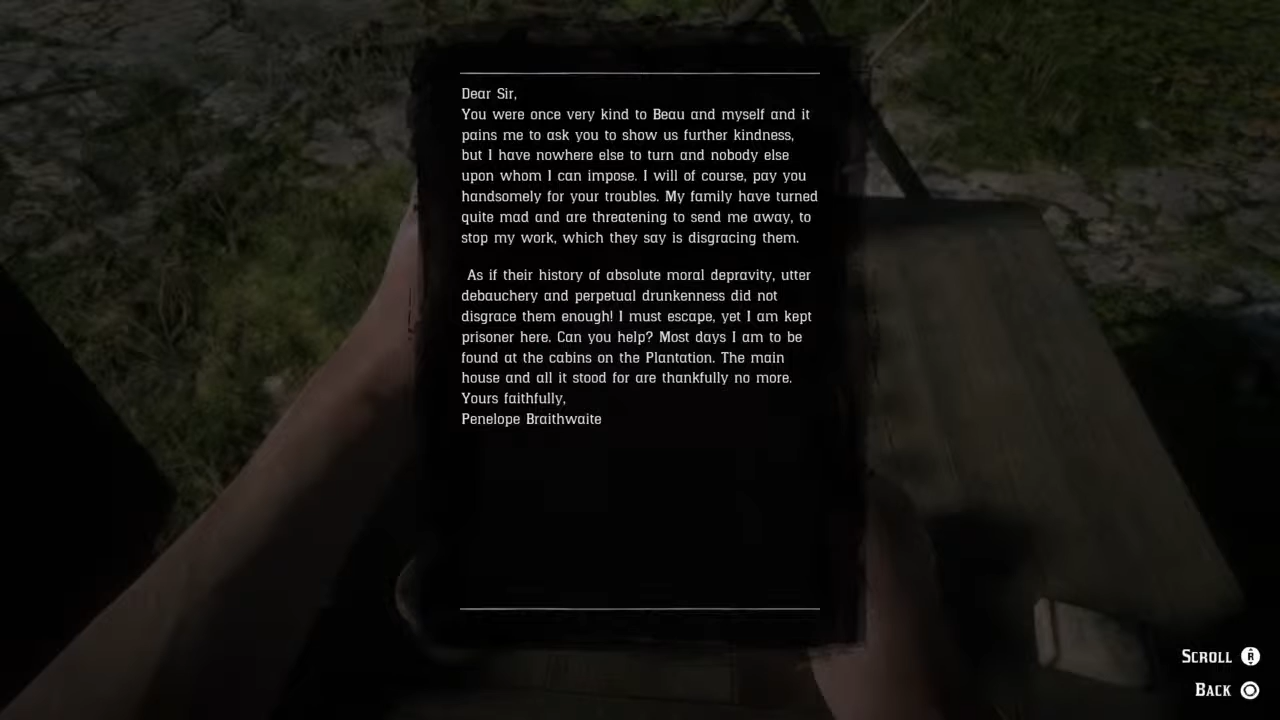 Dear Sir,
You were once very kind to Beau and myself and it
pains me to ask you to show us further kindness,
but I have nowhere else to turn and nobody else
upon whom I can impose. I will of course, pay you
handsomely for your troubles. My family have turned
quite mad and are threatening to send me away, to
stop my work, which they say is disgracing them.
As if their history of absolute moral depravity, utter
debauchery and perpetual drunkenness did not
disgrace them enough! I must escape, yet I am kept
prisoner here. Can you help? Most days I am to be
found at the cabins on the Plantation. The main
house and all it stood for are thankfully no more.
Yours faithfully,
Penelope Braithwaite
SCROLL R
BACK